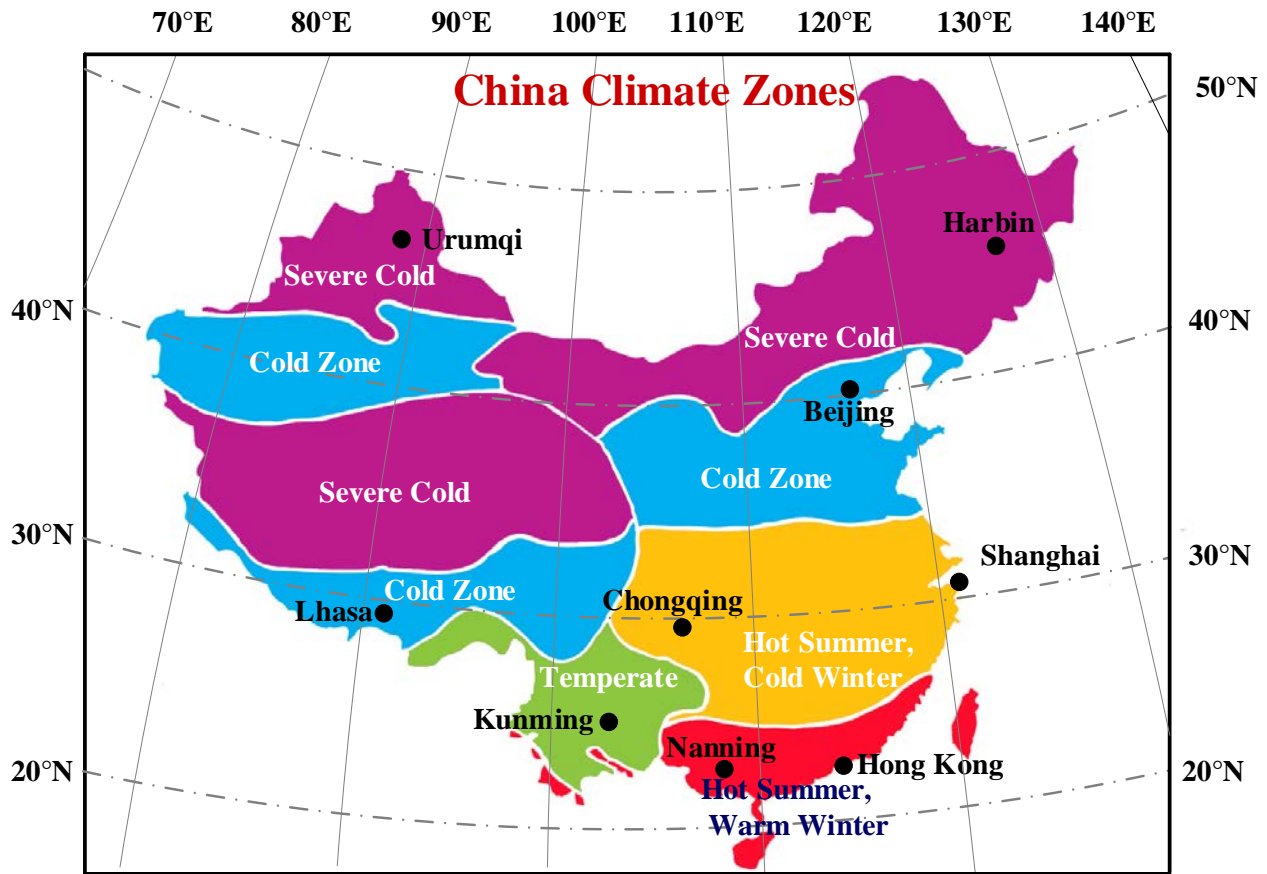 70°E 80°E 90°E 100°E 110°E 120°E 130°E 140°E
China Climate Zones
50°N
Harbin
Urumqi
Severe Cold
40°N
40°N
Severe Cold
Cold Zone
Beijing
Cold Zone
Severe Cold
30°N
30°N
Shanghai
Cold Zone
Chongqing
Lhasa
Hot Summer,
Cold Winter
Temperate
Kunming
Nanning
Hong Kong
20°N
20°N
Hot Summer,
Warm Winter